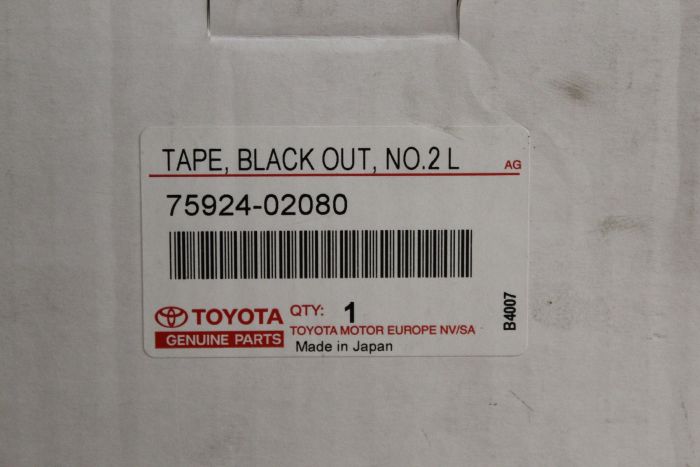 TAPE, BLACK OUT, NO.2 L
AG
75924-02080
TOYOTA
GENUINE PARTS
QTY: 1
TOYOTA MOTOR EUROPE NV/SA
Made in Japan
B4007